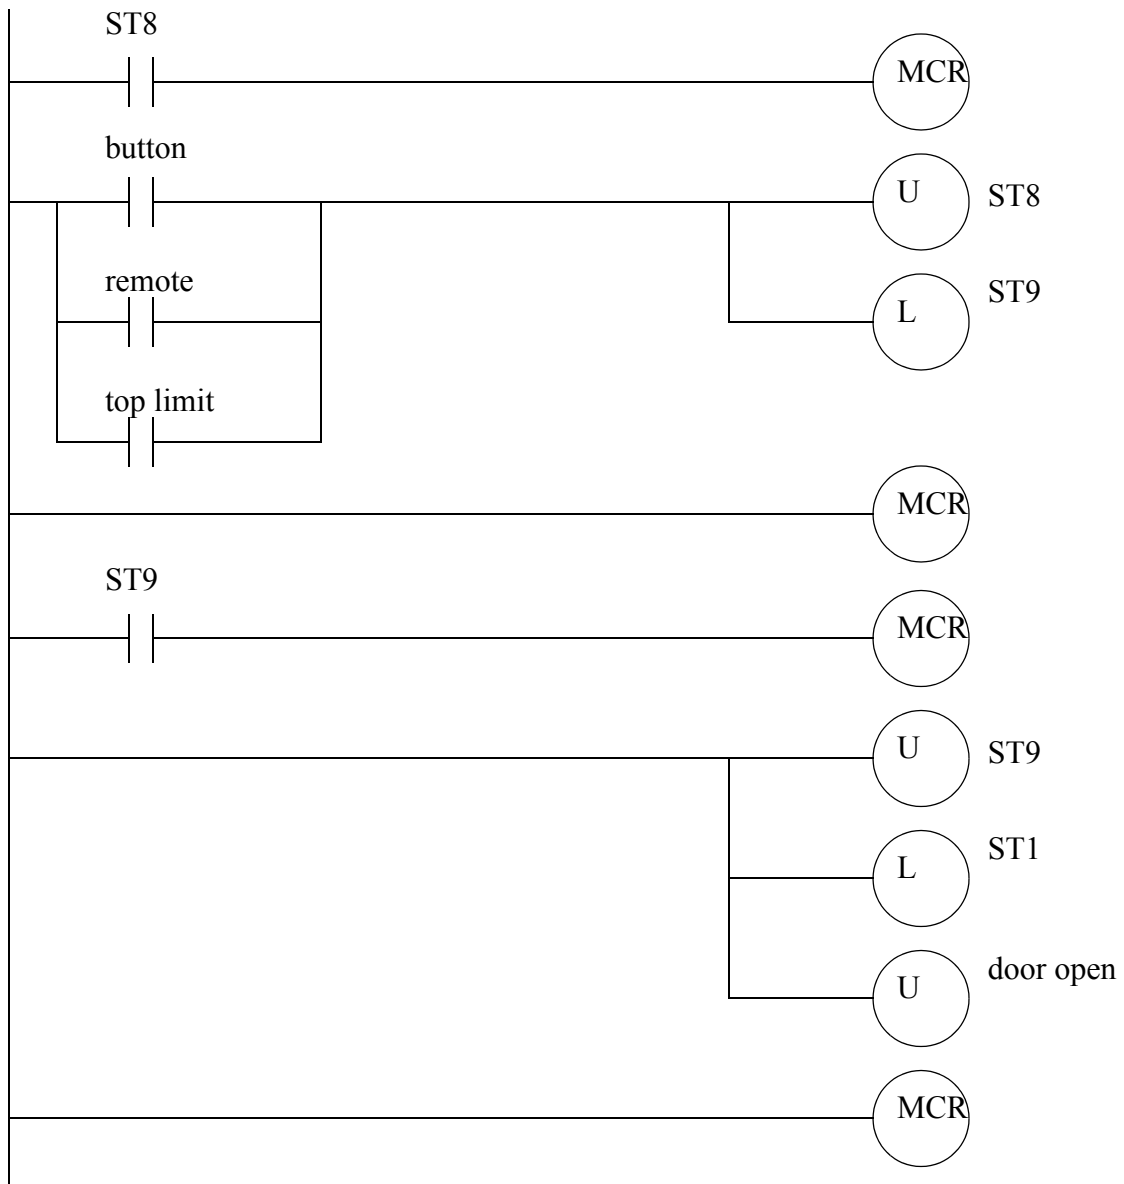 ST8
MCR
button
U ST8
remote
L ST9
top limit
MCR
ST9
MCR
U ST9
L ST1
U door open
MCR